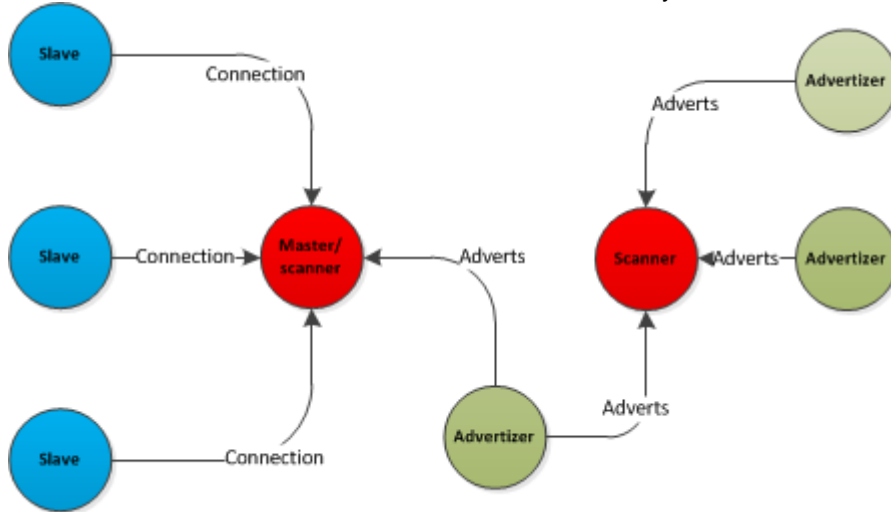 Slave
Connection
Advertizer
Adverts
Slave
Connection
Master/
scanner
Adverts
Scanner
Adverts
Advertizer
Slave
Connection
Advertizer
Adverts